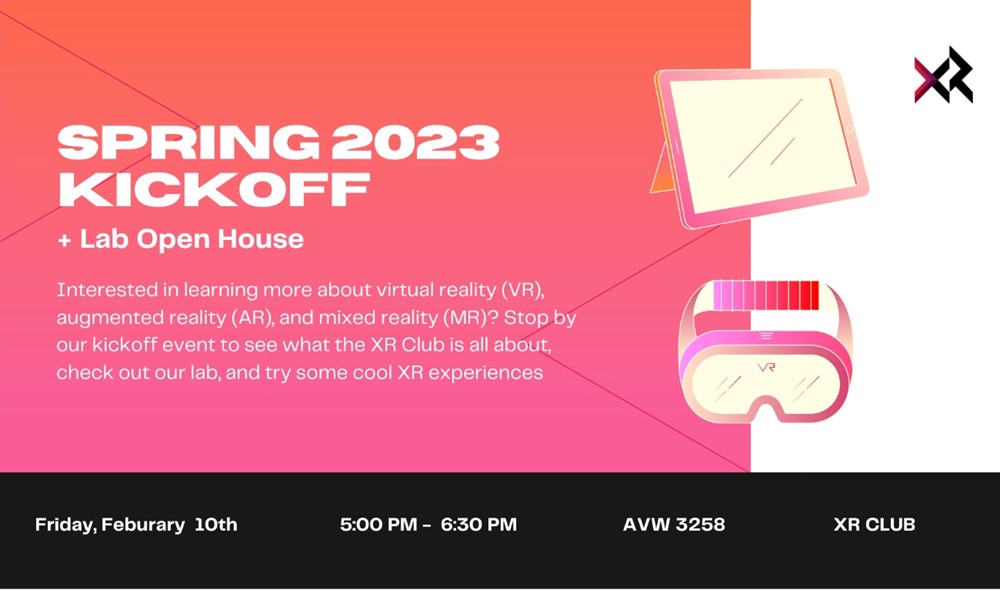 XR
SPRING 2023
KICKOFF
+ Lab Open House
Interested in learning more about virtual reality (VR),
augmented reality (AR), and mixed reality (MR)? Stop by
our kickoff event to see what the XR Club is all about,
check out our lab, and try some cool XR experiences
VR
Friday, Feburary 10th
5:00 PM - 6:30 PM
AVW 3258
XR CLUB